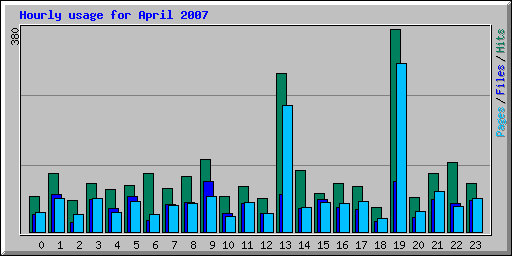 Hourly usage for April 2007
380
Pages / Files / Hits
0 1 2 3 4 5 6 7 8 9 10 11 12 13 14 15 16 17 18 19 20 21 22 23